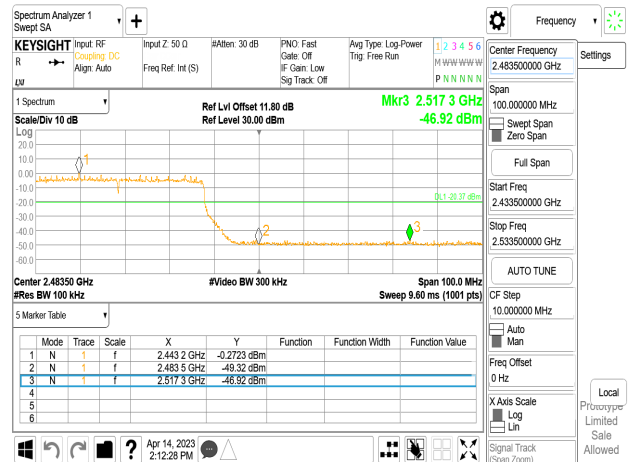 Spectrum Analyzer 1
Swept SA
Frequency
KEYSIGHT
R
Input: RF
Coupling: DC
Align: Auto
Input Z: 50 Ω
Freq Ref: Int (S)
#Atten: 30 dB
PNO: Fast
Gate: Off
IF Gain: Low
Sig Track: Off
Avg Type: Log-Power
Trig: Free Run
1 2 3 4 5 6
M W W W W W
P N N N N N
1 Spectrum
Scale/Div 10 dB
Ref Lvl Offset 11.80 dB
Ref Level 30.00 dBm
Mkr3 2.517 3 GHz
-46.92 dBm
Log
20.0
10.0
0.00
-10.0
-20.0
-30.0
-40.0
-50.0
-60.0
1
2
3
DL1 -20.37 dBm
Center 2.48350 GHz
#Res BW 100 kHz
#Video BW 300 kHz
Span 100.0 MHz
Sweep 9.60 ms (1001 pts)
5 Marker Table
Mode Trace Scale X Y Function Function Width Function Value
1 N 1 f 2.443 2 GHz -0.2723 dBm
2 N 1 f 2.483 5 GHz -49.32 dBm
3 N 1 f 2.517 3 GHz -46.92 dBm
4
5
6
Apr 14, 2023
2:12:28 PM
?
Center Frequency
2.483500000 GHz
Settings
Span
100.000000 MHz
Swept Span
Zero Span
Full Span
Start Freq
2.433500000 GHz
Stop Freq
2.533500000 GHz
AUTO TUNE
CF Step
10.000000 MHz
Auto
Man
Freq Offset
0 Hz
X Axis Scale
Log
Lin
Signal Track
(Span Zoom)
Local
Prototype
Limited
Sale
Allowed